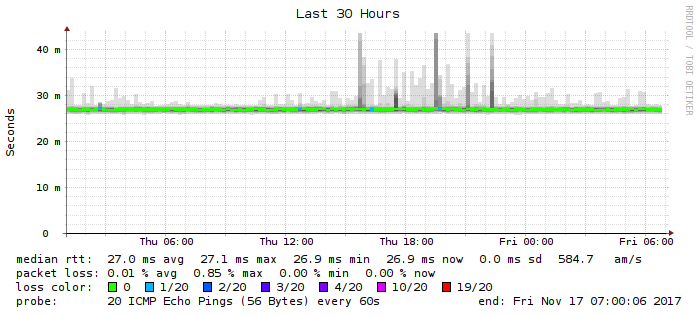 Last 30 Hours
RRDTOOL / TOBI OETIKER
Seconds
40 m
30 m
20 m
10 m
0
Thu 06:00 Thu 12:00 Thu 18:00 Fri 00:00 Fri 06:00
median rtt: 27.0 ms avg 27.1 ms max 26.9 ms min 26.9 ms now 0.0 ms sd 584.7 am/s
packet loss: 0.01 % avg 0.85 % max 0.00 % min 0.00 % now
loss color: 0 1/20 2/20 3/20 4/20 10/20 19/20
probe: 20 ICMP Echo Pings (56 Bytes) every 60s end: Fri Nov 17 07:00:06 2017